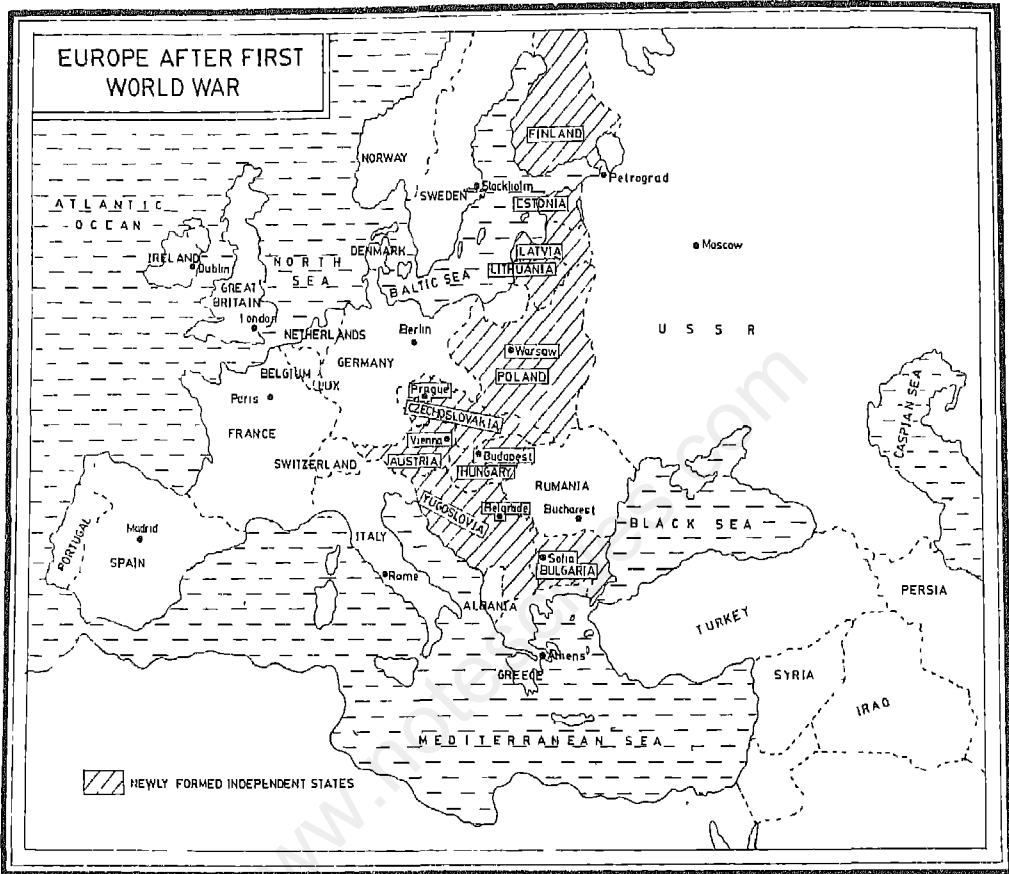 EUROPE AFTER FIRST
WORLD WAR
FINLAND
NORWAY
Petrograd
SWEDEN
Stockholm
ESTONIA
ATLANTIC
OCEAN
Moscow
DENMARK
LATVIA
IRELAND
Dublin
NORTH
SEA
LITHUANIA
BALTIC SEA
GREAT
BRITAIN
London
NETHERLANDS
Berlin
USSR
GERMANY
Warsaw
POLAND
BELGIUM
LUX
Paris
Prague
CZECHOSLOVAKIA
CASPIAN SEA
FRANCE
Vienna
Budapest
SWITZERLAND
AUSTRIA
HUNGARY
RUMANIA
YUGOSLOVIA
Belgrade
Bucharest
BLACK SEA
PORTUGAL
Madrid
SPAIN
ITALY
Sofia
BULGARIA
Rome
PERSIA
ALBANIA
TURKEY
Athens
GREECE
SYRIA
IRAQ
MEDITERRANEAN SEA
NEWLY FORMED INDEPENDENT STATES